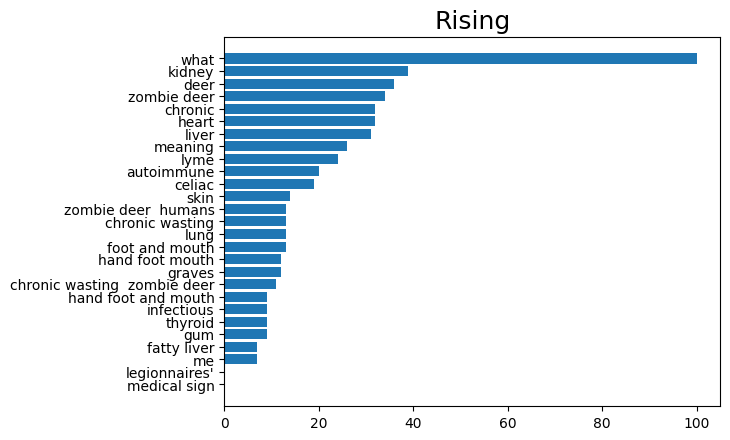 Rising
what
kidney
deer
zombie deer
chronic
heart
liver
meaning
lyme
autoimmune
celiac
skin
zombie deer  humans
chronic wasting
lung
foot and mouth
hand foot mouth
graves
chronic wasting  zombie deer
hand foot and mouth
infectious
thyroid
gum
fatty liver
me
legionnaires'
medical sign
0 20 40 60 80 100